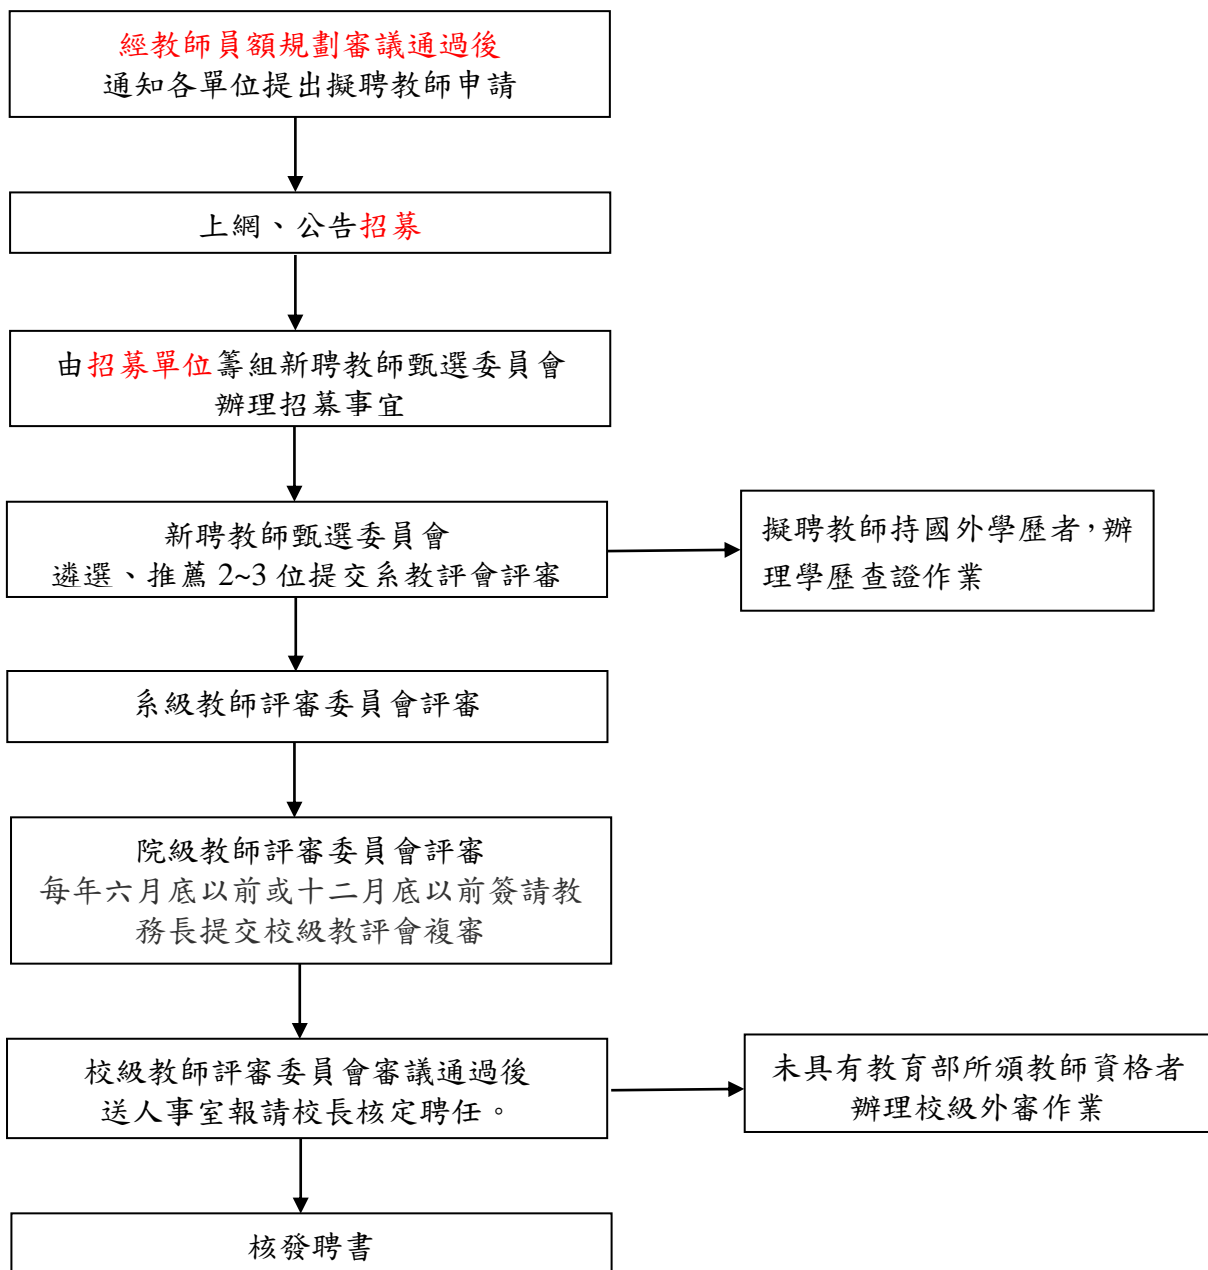 經教師員額規劃審議通過後
通知各單位提出擬聘教師申請
上網、公告招募
由招募單位籌組新聘教師甄選委員會
辦理招募事宜
新聘教師甄選委員會
遴選、推薦 2~3 位提交系教評會評審
擬聘教師持國外學歷者，辦
理學歷查證作業
系級教師評審委員會評審
院級教師評審委員會評審
每年六月底以前或十二月底以前簽請教
務長提交校級教評會複審
校級教師評審委員會審議通過後
送人事室報請校長核定聘任。
未具有教育部所頒教師資格者
辦理校級外審作業
核發聘書